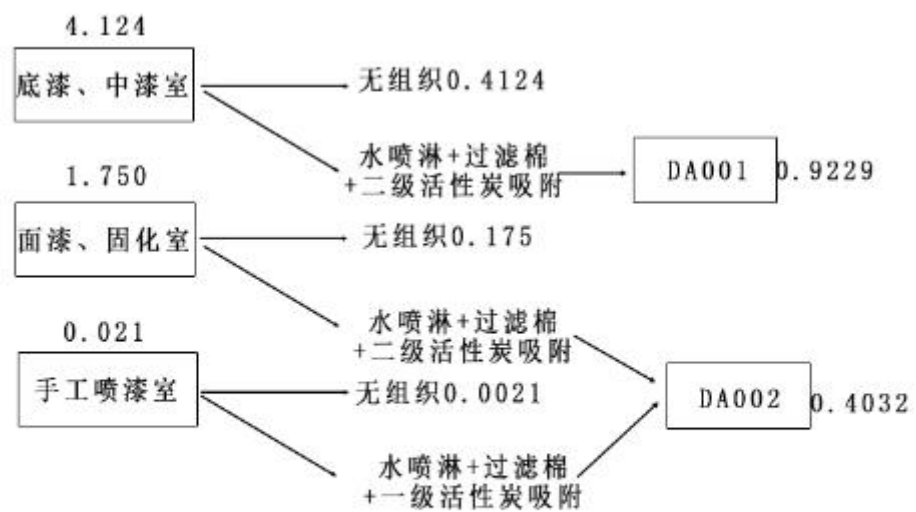 4.124
底漆、中漆室
无组织0.4124
水喷淋+过滤棉
+二级活性炭吸附
DA001
0.9229
1.750
面漆、固化室
无组织0.175
水喷淋+过滤棉
+二级活性炭吸附
0.021
手工喷漆室
无组织0.0021
DA002
0.4032
水喷淋+过滤棉
+一级活性炭吸附